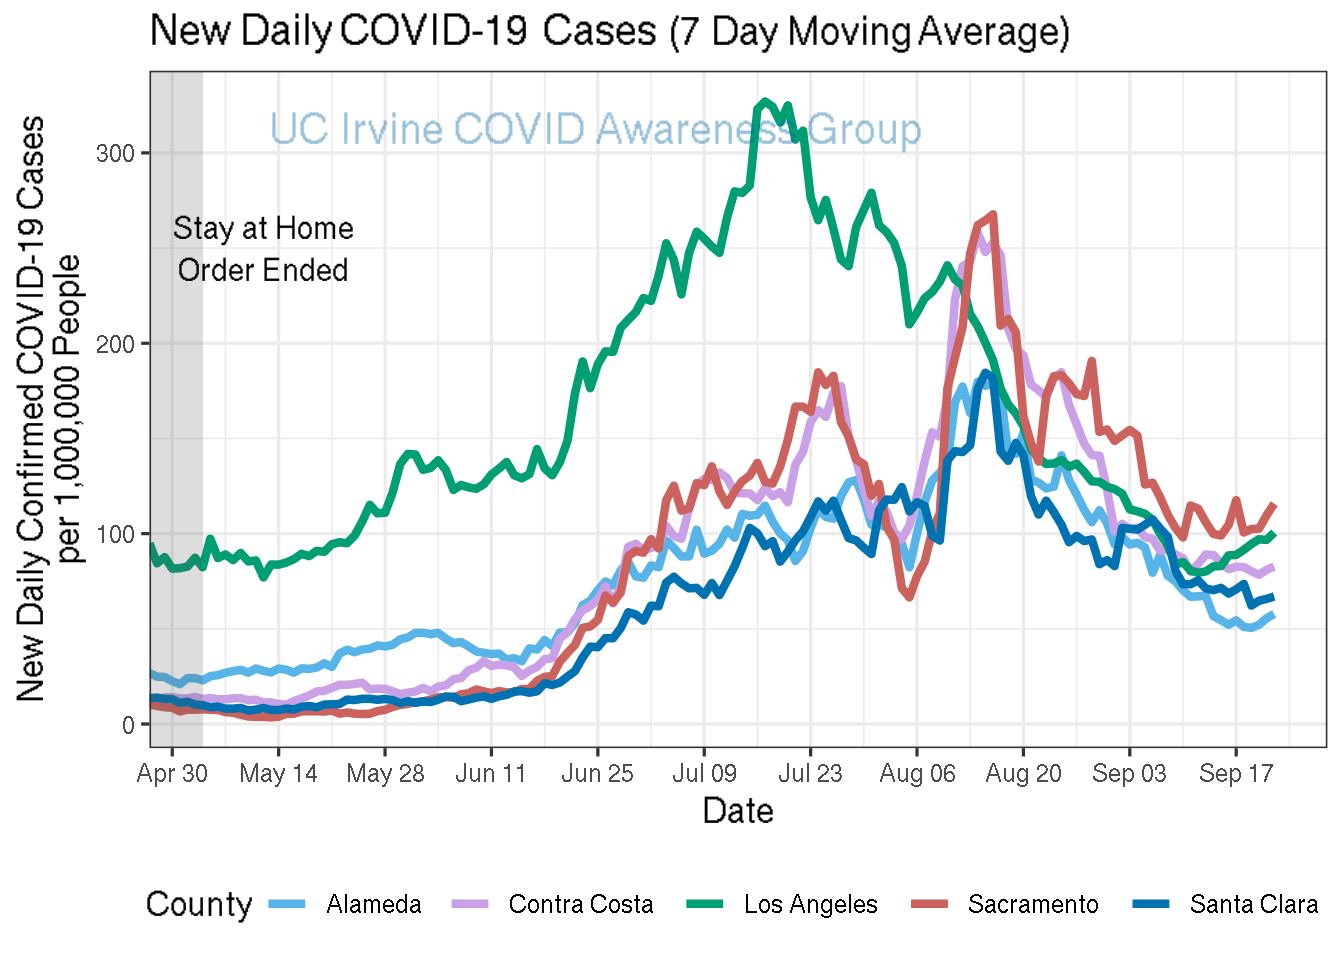 New Daily COVID-19 Cases (7 Day Moving Average)
UC Irvine COVID Awareness Group
Stay at Home
Order Ended
New Daily Confirmed COVID-19 Cases
per 1,000,000 People
300
200
100
0
Apr 30 May 14 May 28 Jun 11 Jun 25 Jul 09 Jul 23 Aug 06 Aug 20 Sep 03 Sep 17
Date
County Alameda Contra Costa Los Angeles Sacramento Santa Clara